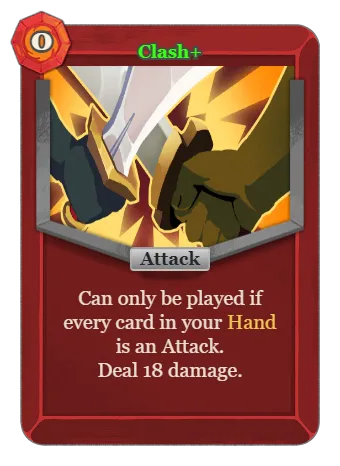 0
Clash+
Attack
Can only be played if
every card in your Hand
is an Attack.
Deal 18 damage.